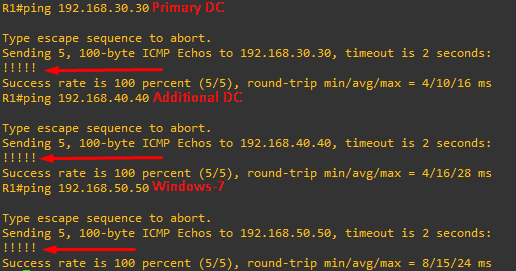 R1#ping 192.168.30.30 Primary DC
Type escape sequence to abort.
Sending 5, 100-byte ICMP Echos to 192.168.30.30, timeout is 2 seconds:
!!!!!
Success rate is 100 percent (5/5), round-trip min/avg/max = 4/10/16 ms
R1#ping 192.168.40.40 Additional DC
Type escape sequence to abort.
Sending 5, 100-byte ICMP Echos to 192.168.40.40, timeout is 2 seconds:
!!!!!
Success rate is 100 percent (5/5), round-trip min/avg/max = 4/16/28 ms
R1#ping 192.168.50.50 Windows-7
Type escape sequence to abort.
Sending 5, 100-byte ICMP Echos to 192.168.50.50, timeout is 2 seconds:
!!!!!
Success rate is 100 percent (5/5), round-trip min/avg/max = 8/15/24 ms